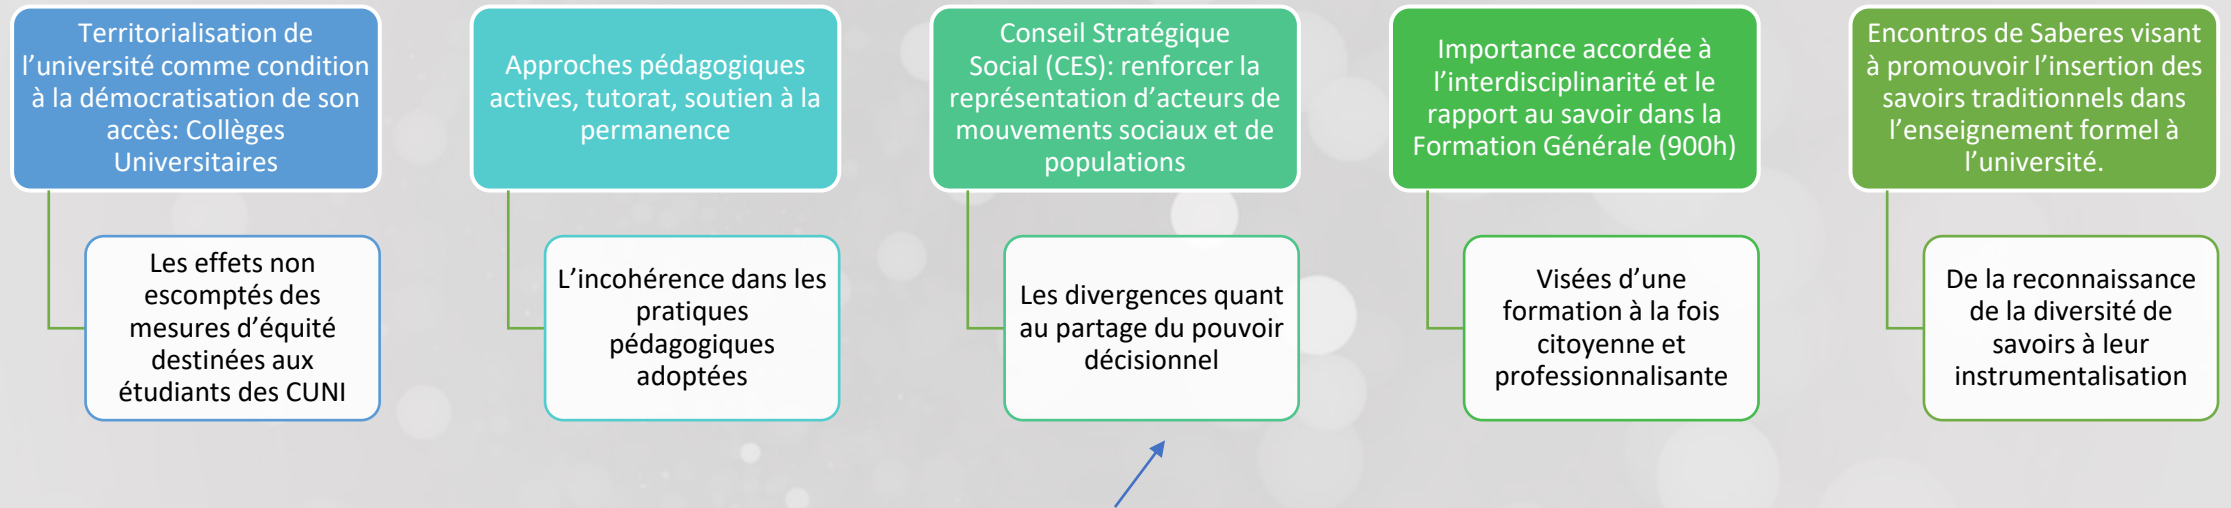 Territorialisation de
l’université comme condition
à la démocratisation de son
accès: Collèges
Universitaires
Les effets non
escomptés des
mesures d’équité
destinées aux
étudiants des CUNI
Approches pédagogiques
actives, tutorat, soutien à la
permanence
L’incohérence dans les
pratiques
pédagogiques
adoptées
Conseil Stratégique
Social (CES): renforcer la
représentation d’acteurs de
mouvements sociaux et de
populations
Les divergences quant
au partage du pouvoir
décisionnel
Importance accordée à
l’interdisciplinarité et le
rapport au savoir dans la
Formation Générale (900h)
Visées d’une
formation à la fois
citoyenne et
professionnalisante
Encontros de Saberes visant
à promouvoir l’insertion des
savoirs traditionnels dans
l’enseignement formel à
l’université.
De la reconnaissance
de la diversité de
savoirs à leur
instrumentalisation